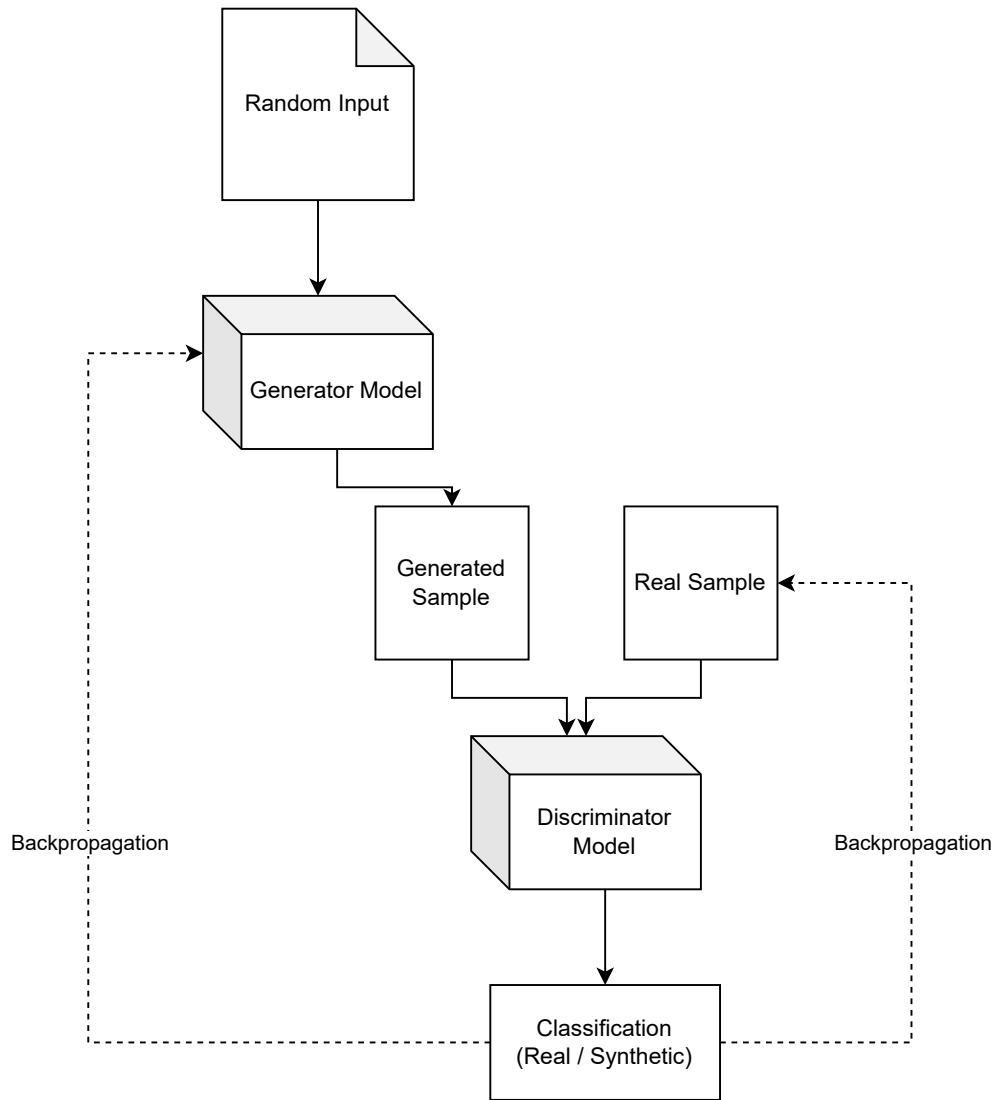 Random Input
Generator Model
Generated
Sample
Real Sample
Discriminator
Model
Backpropagation
Backpropagation
Classification
(Real / Synthetic)